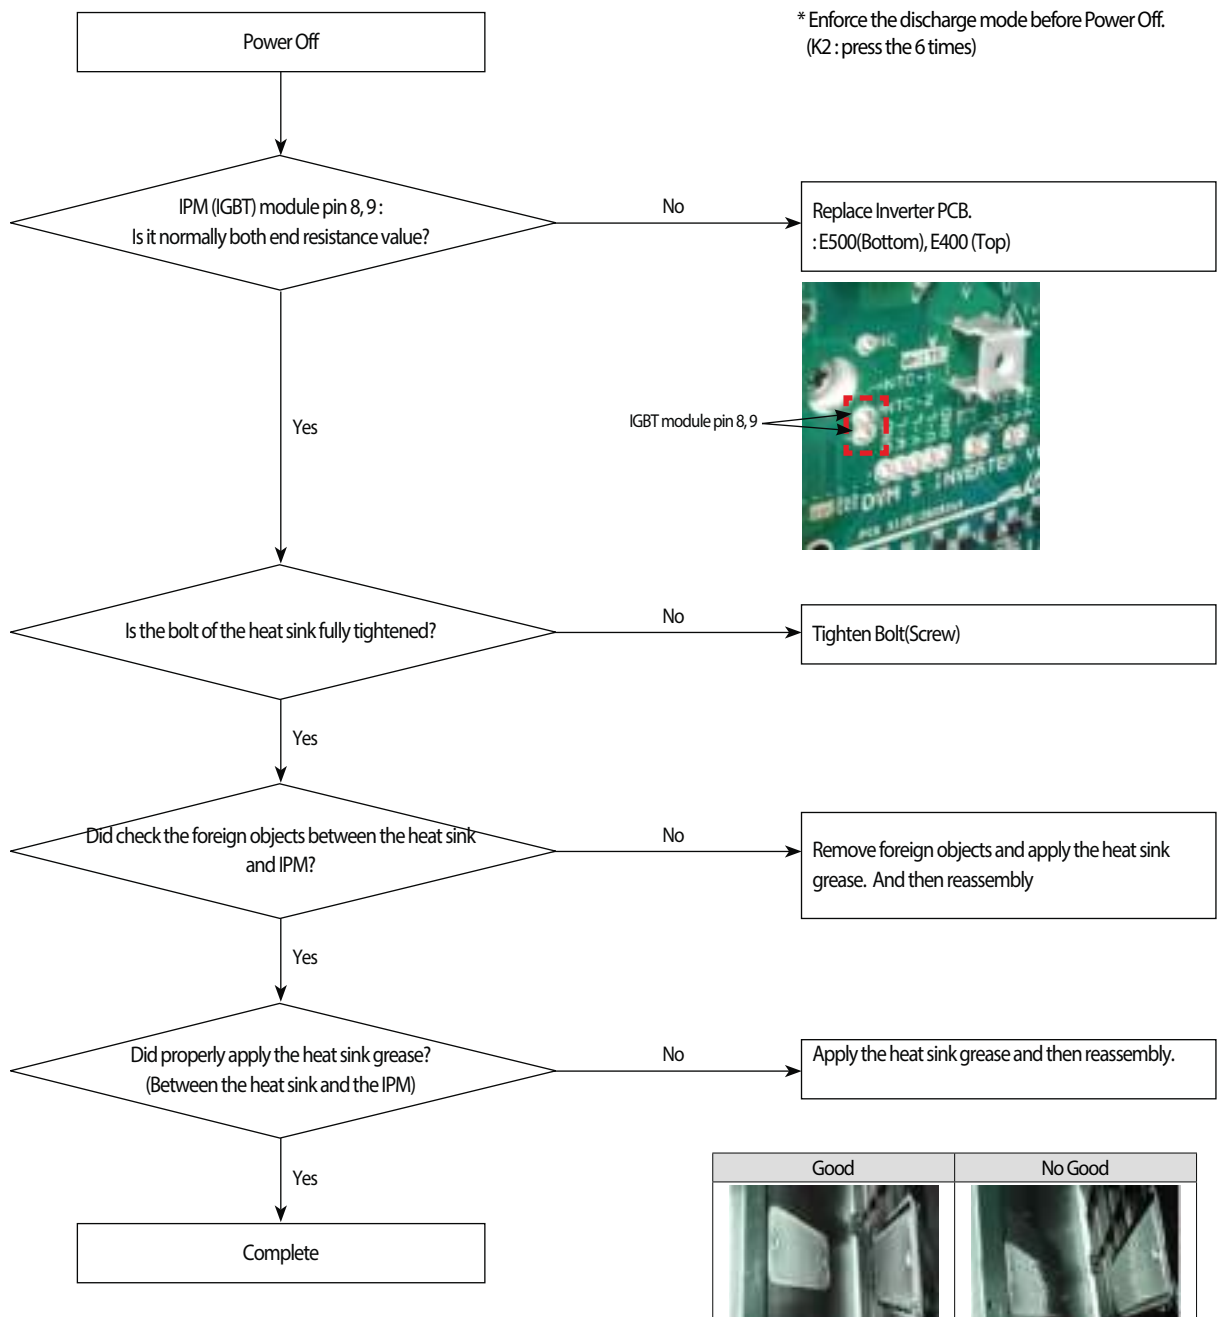 Power Off
* Enforce the discharge mode before Power Off.
(K2 : press the 6 times)
IPM (IGBT) module pin 8, 9 :
Is it normally both end resistance value?
No
Replace Inverter PCB.
: E500(Bottom), E400 (Top)
IGBT module pin 8, 9
NC
NTC-1
DVM S INVERTER
Yes
Is the bolt of the heat sink fully tightened?
No
Tighten Bolt(Screw)
Yes
Did check the foreign objects between the heat sink
and IPM?
No
Remove foreign objects and apply the heat sink
grease. And then reassembly
Yes
Did properly apply the heat sink grease?
(Between the heat sink and the IPM)
No
Apply the heat sink grease and then reassembly.
Yes
Complete
Good
No Good